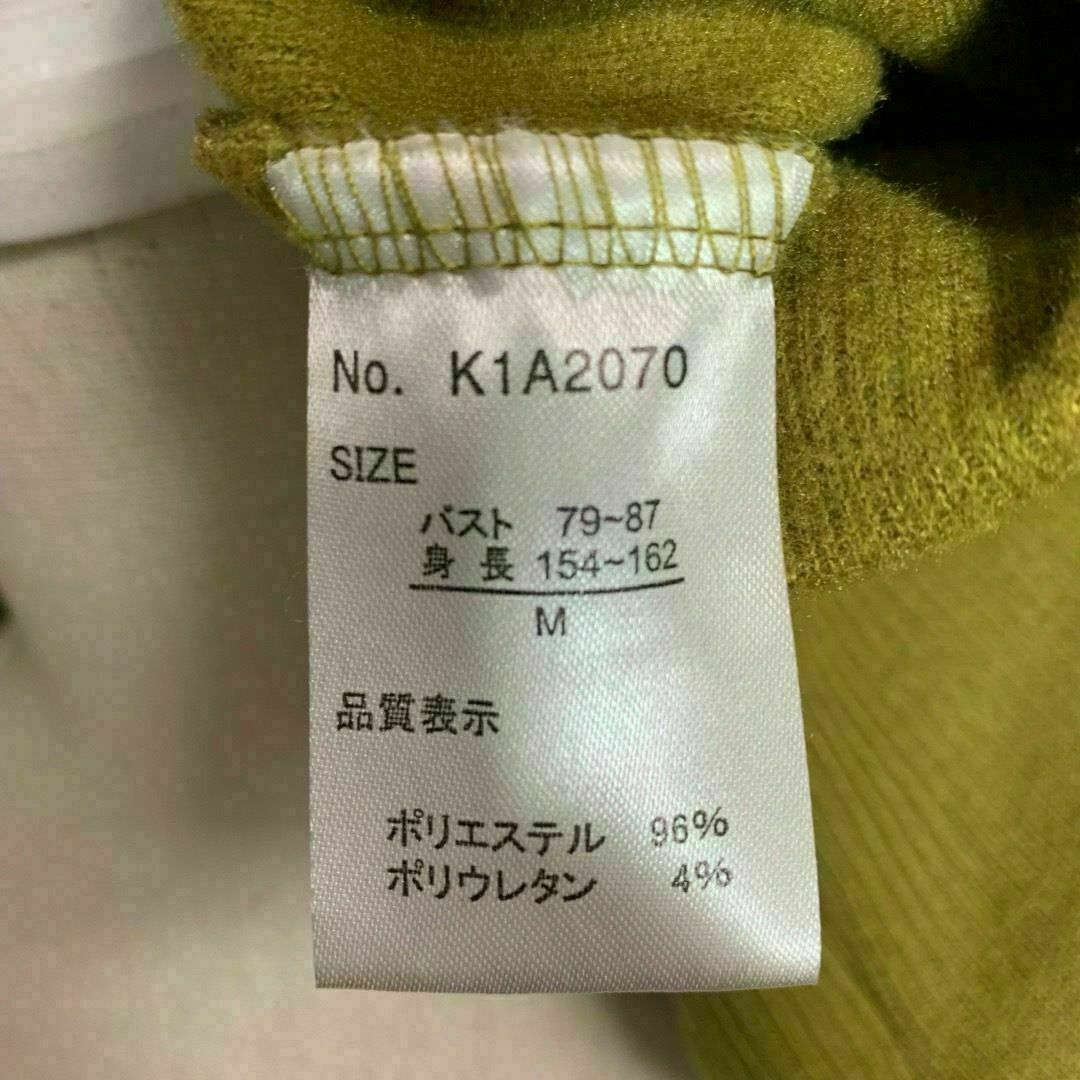 No. K1A2070
SIZE
バスト 79~87
身長 154~162
M
品質表示
ポリエステル 96%
ポリウレタン 4%